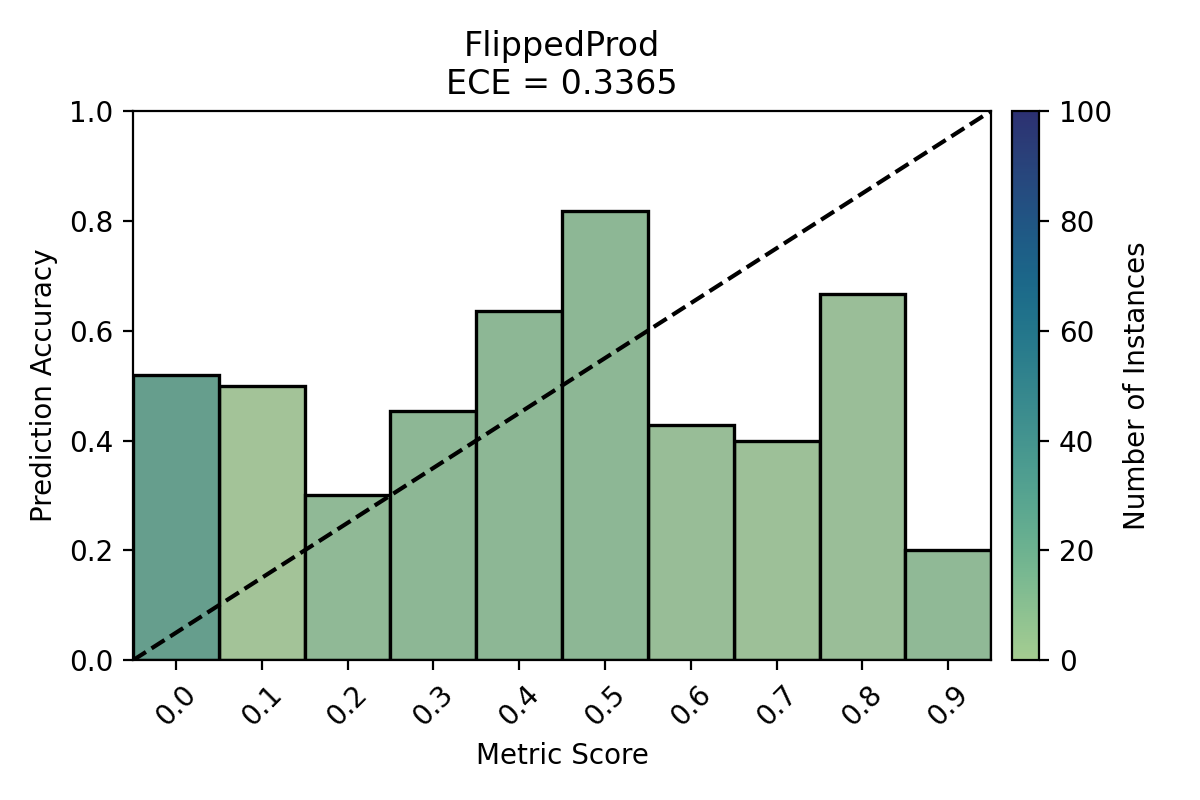 FlippedProd
ECE = 0.3365
1.0
0.8
0.6
0.4
0.2
0.0
Prediction Accuracy
0.0 0.1 0.2 0.3 0.4 0.5 0.6 0.7 0.8 0.9
Metric Score
100
80
60
40
20
0
Number of Instances